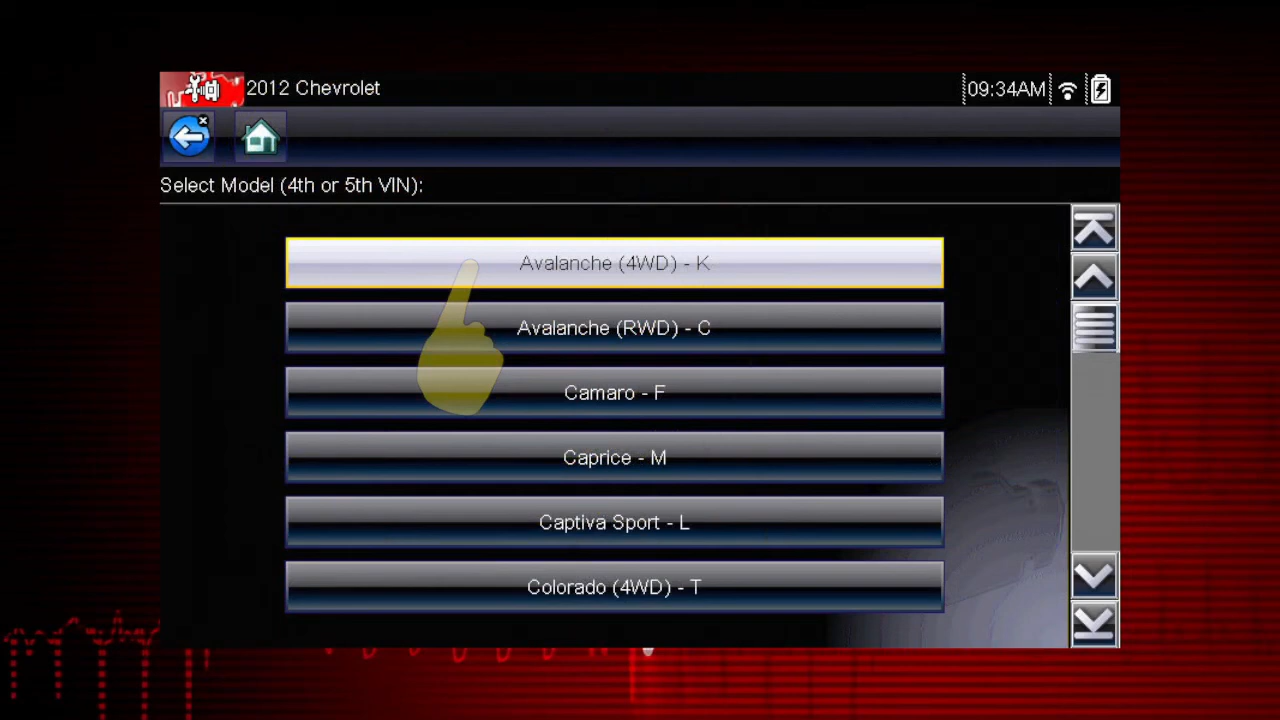 2012 Chevrolet
09:34AM
Select Model (4th or 5th VIN):
Avalanche (4WD) - K
Avalanche (RWD) - C
Camaro - F
Caprice - M
Captiva Sport - L
Colorado (4WD) - T